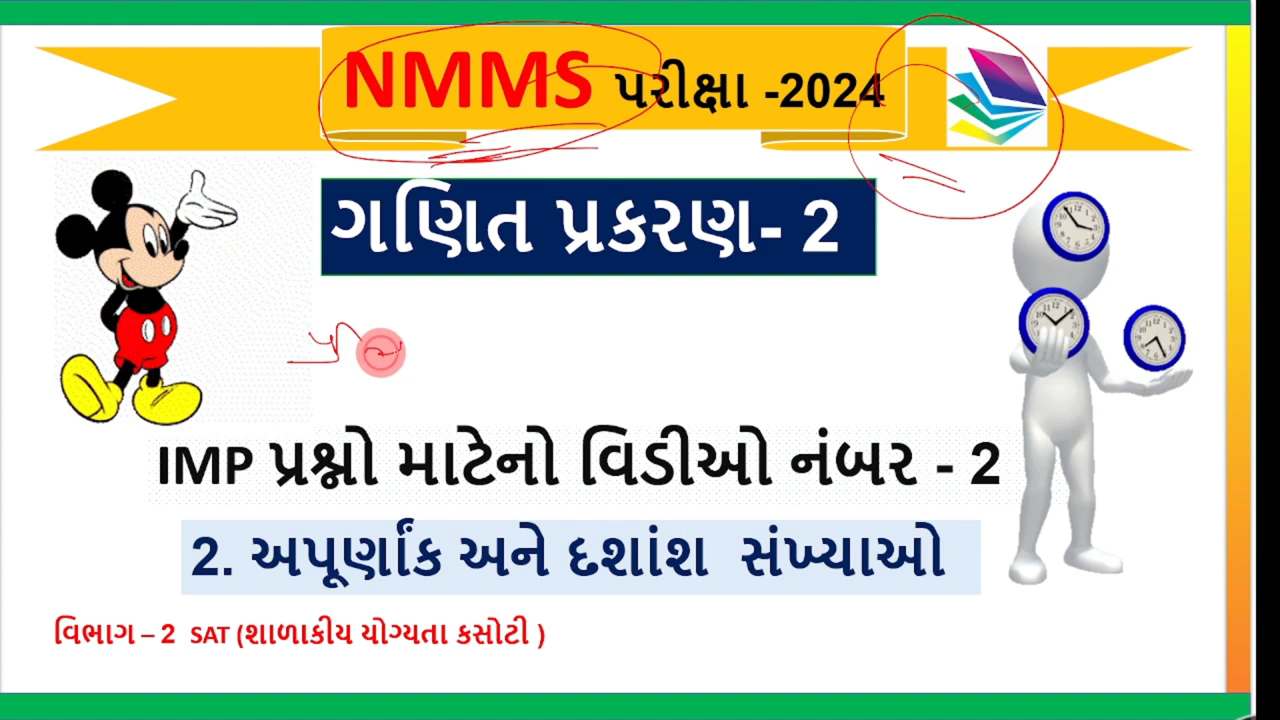 NMMS પરીક્ષા -2024
ગણિત પ્રકરણ- 2
IMP પ્રશ્નો માટેનો વિડીઓ નંબર - 2
2. અપૂર્ણાંક અને દશાંશ સંખ્યાઓ
વિભાગ – 2 SAT (શાળાકીય યોગ્યતા કસોટી )